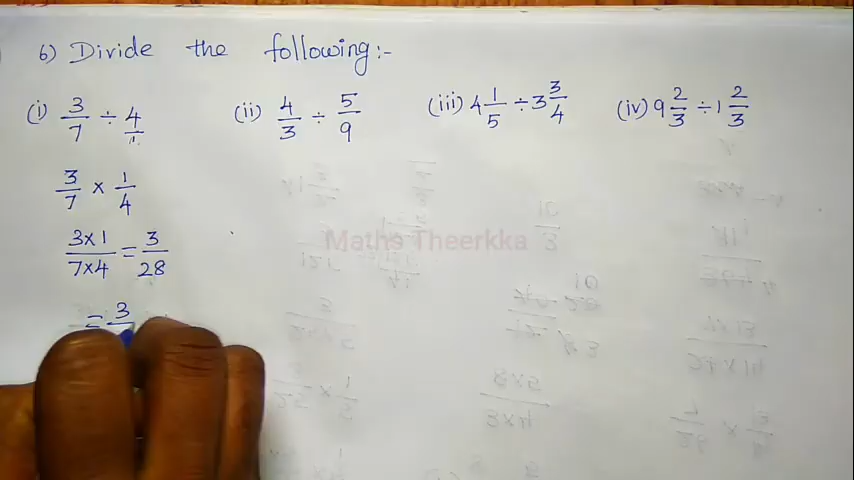 6) Divide the following:-
(i) 3/7 ÷ 4/1 (ii) 4/3 ÷ 5/9 (iii) 4 1/5 ÷ 3 3/4 (iv) 9 2/3 ÷ 1 2/3
3/7 × 1/4
3×1/7×4 = 3/28
= 3
Maths Theerkka